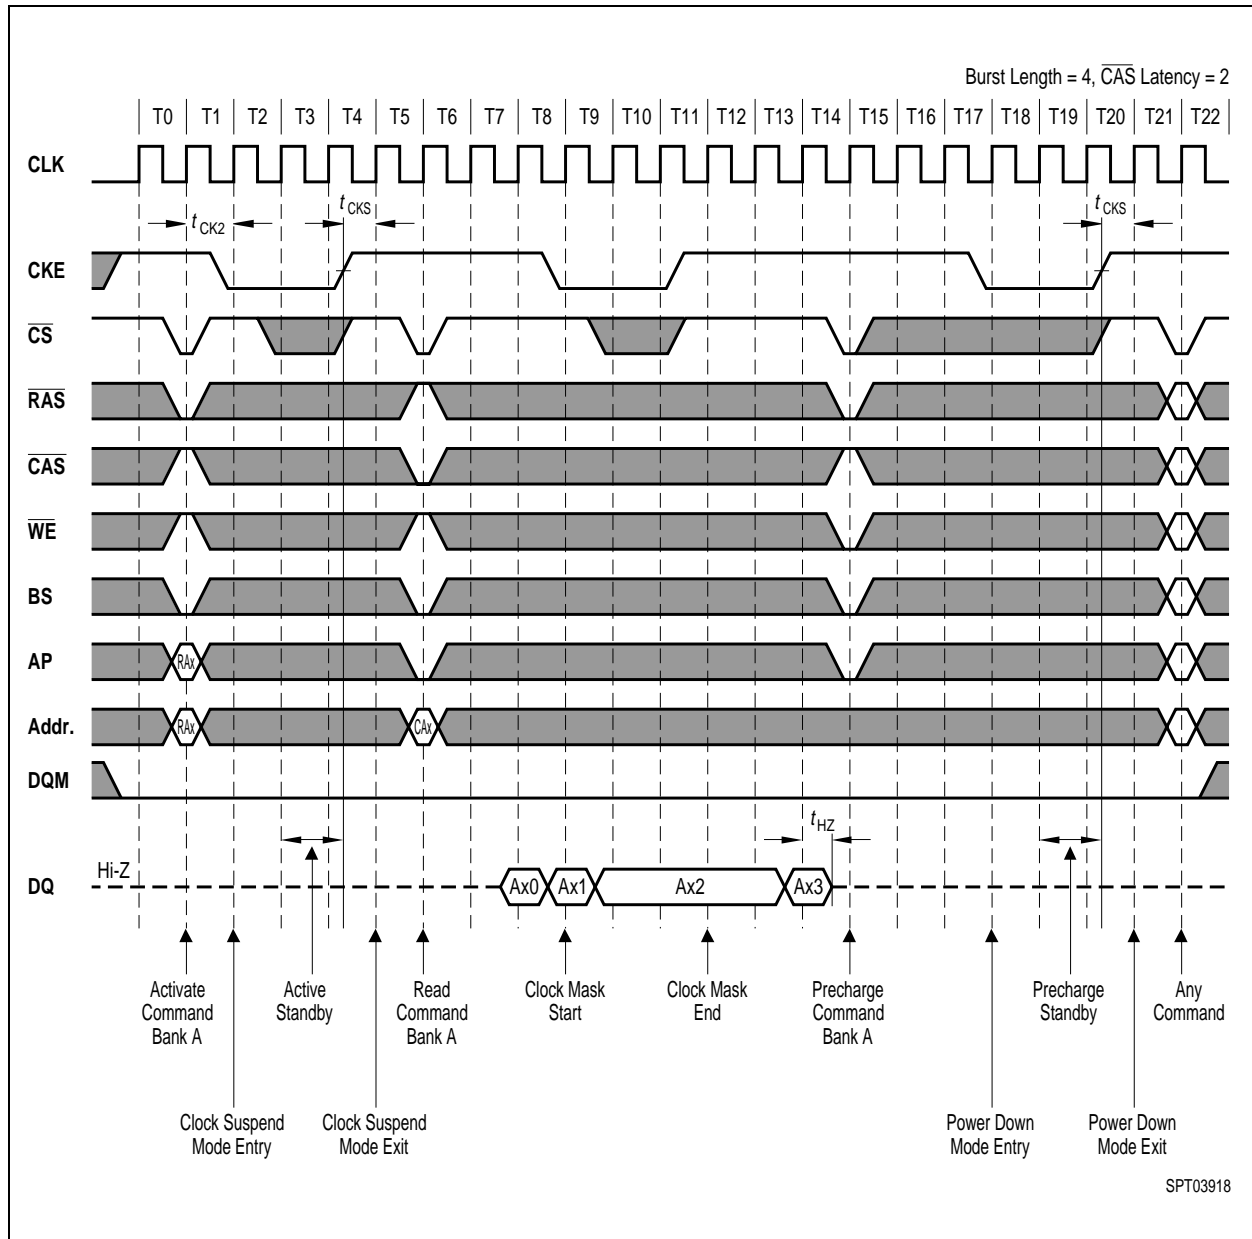 Burst Length = 4, CAS Latency = 2
T0 T1 T2 T3 T4 T5 T6 T7 T8 T9 T10 T11 T12 T13 T14 T15 T16 T17 T18 T19 T20 T21 T22
CLK
t CK2
t CKS
t CKS
CKE
CS
RAS
CAS
WE
BS
AP
RAx
Addr.
RAx
CAx
DQM
t HZ
Hi-Z
DQ
Ax0
Ax1
Ax2
Ax3
Activate
Command
Bank A
Active
Standby
Read
Command
Bank A
Clock Mask
Start
Clock Mask
End
Precharge
Command
Bank A
Precharge
Standby
Any
Command
Clock Suspend
Mode Entry
Clock Suspend
Mode Exit
Power Down
Mode Entry
Power Down
Mode Exit
SPT03918